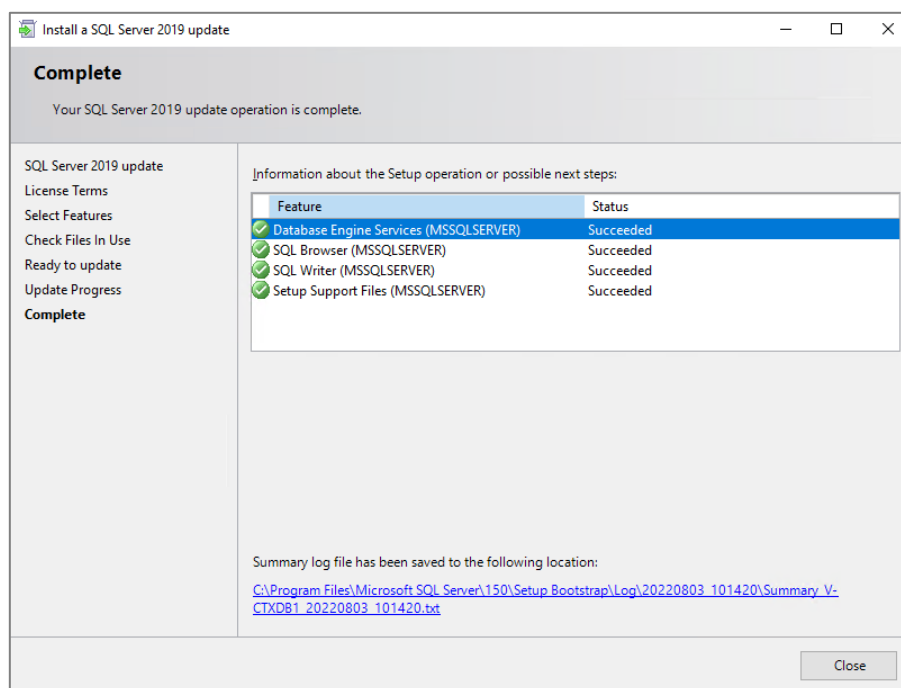 Install a SQL Server 2019 update
Complete
Your SQL Server 2019 update operation is complete.
SQL Server 2019 update
License Terms
Select Features
Check Files In Use
Ready to update
Update Progress
Complete
Information about the Setup operation or possible next steps:
Feature Status
Database Engine Services (MSSQLSERVER) Succeeded
SQL Browser (MSSQLSERVER) Succeeded
SQL Writer (MSSQLSERVER) Succeeded
Setup Support Files (MSSQLSERVER) Succeeded
Summary log file has been saved to the following location:
C:\Program Files\Microsoft SQL Server\150\Setup Bootstrap\Log\20220803_101420\Summary_V-
CTXDB1_20220803_101420.txt
Close